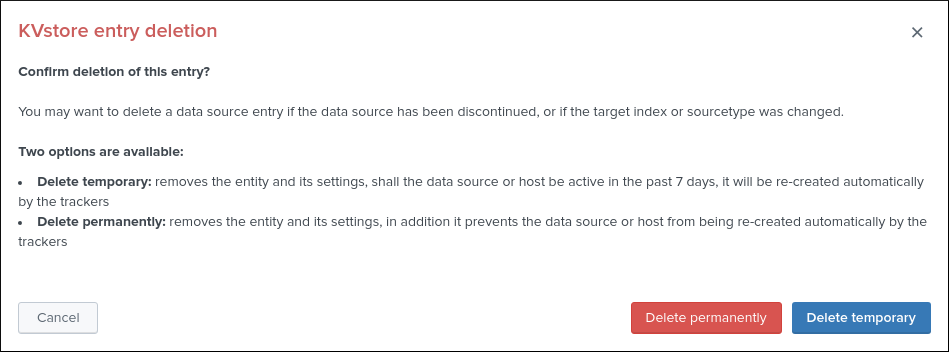 KVstore entry deletion
×
Confirm deletion of this entry?
You may want to delete a data source entry if the data source has been discontinued, or if the target index or sourcetype was changed.
Two options are available:
• Delete temporary: removes the entity and its settings, shall the data source or host be active in the past 7 days, it will be re-created automatically
by the trackers
• Delete permanently: removes the entity and its settings, in addition it prevents the data source or host from being re-created automatically by the
trackers
Cancel
Delete permanently
Delete temporary